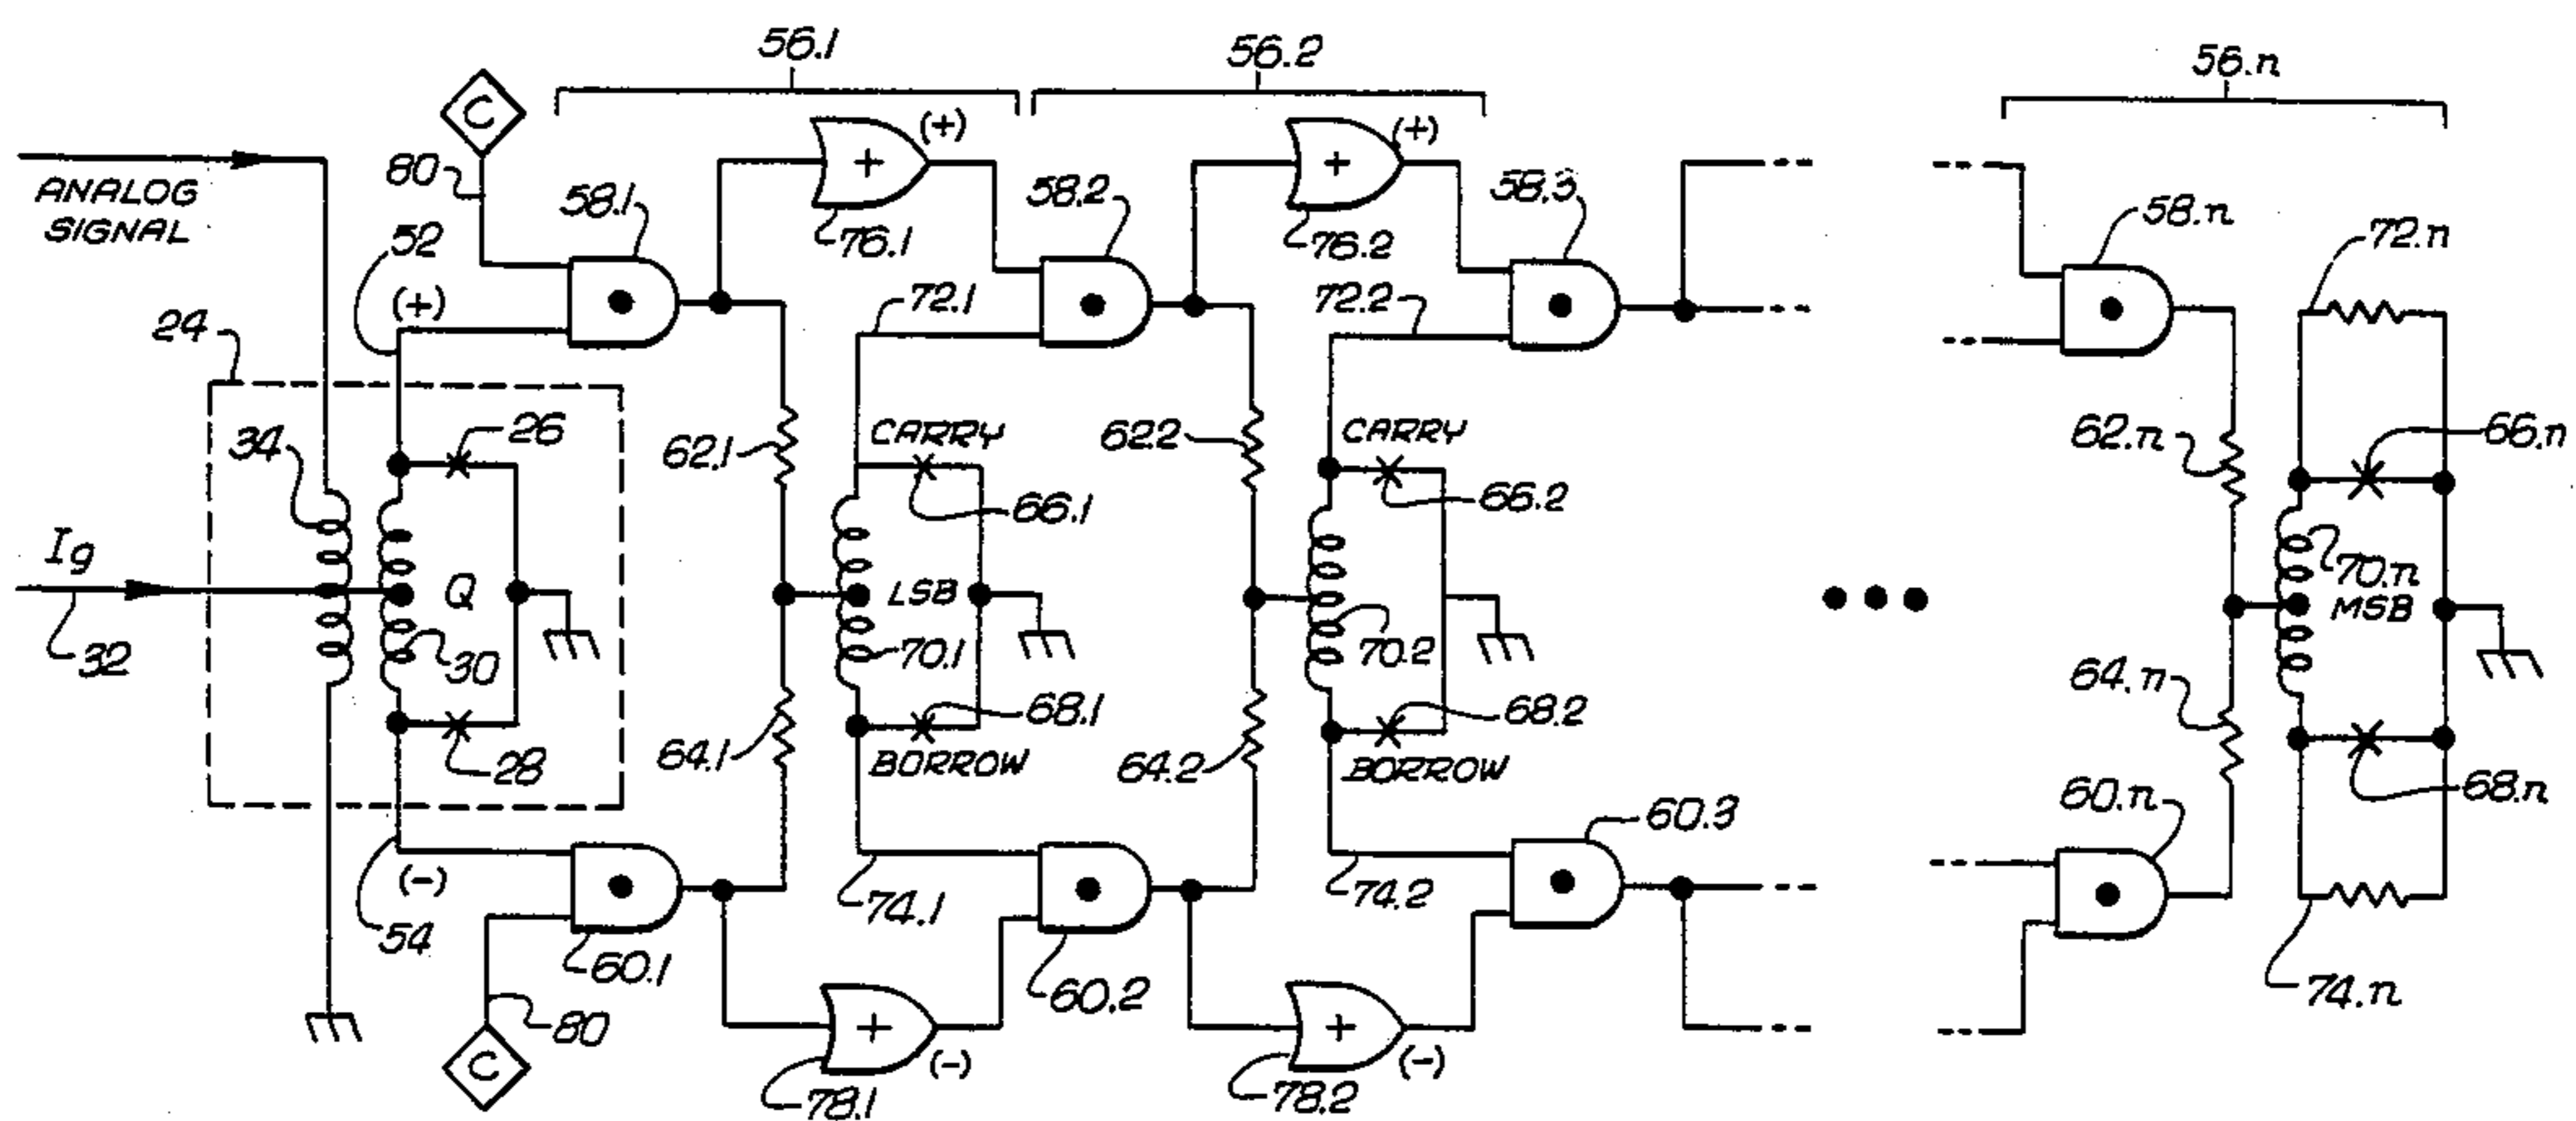 56.1
56.2
56.n
C
(+)
(+)
80
ANALOG
SIGNAL
58.1
76.1
58.2
76.2
58.3
58.n
72.n
52
(+)
72.1
72.2
24
34
26
62.1
CARRY
66.1
622
CARRY
66.2
62.n
66.n
Ig
Q
LSB
70.n
MSB
32
30
70.1
70.2
64.n
28
64.1
68.1
BORROW
64.2
68.2
BORROW
68.n
60.n
60.3
(-)
54
74.1
74.2
60.1
60.2
74.n
80
C
(-)
(-)
78.1
78.2